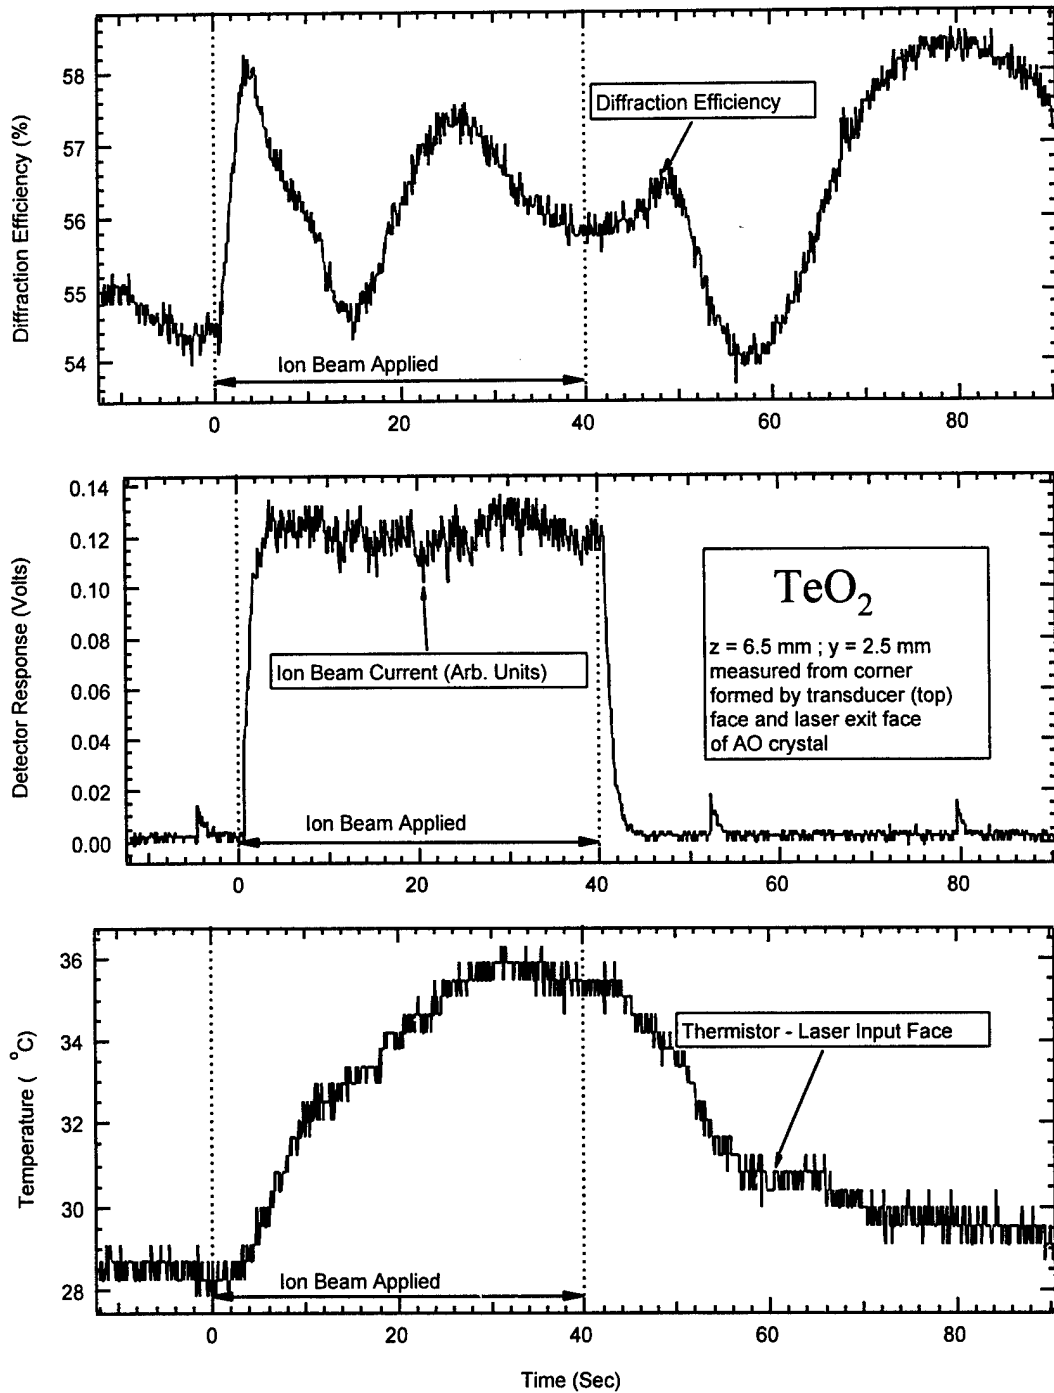 Diffraction Efficiency (%)
58
57
56
55
54
Diffraction Efficiency
Ion Beam Applied
0 20 40 60 80
Detector Response (Volts)
0.14
0.12
0.10
0.08
0.06
0.04
0.02
0.00
Ion Beam Current (Arb. Units)
TeO₂
z = 6.5 mm ; y = 2.5 mm
measured from corner
formed by transducer (top)
face and laser exit face
of AO crystal
Ion Beam Applied
0 20 40 60 80
Temperature ( °C)
36
34
32
30
28
Thermistor - Laser Input Face
Ion Beam Applied
0 20 40 60 80
Time (Sec)